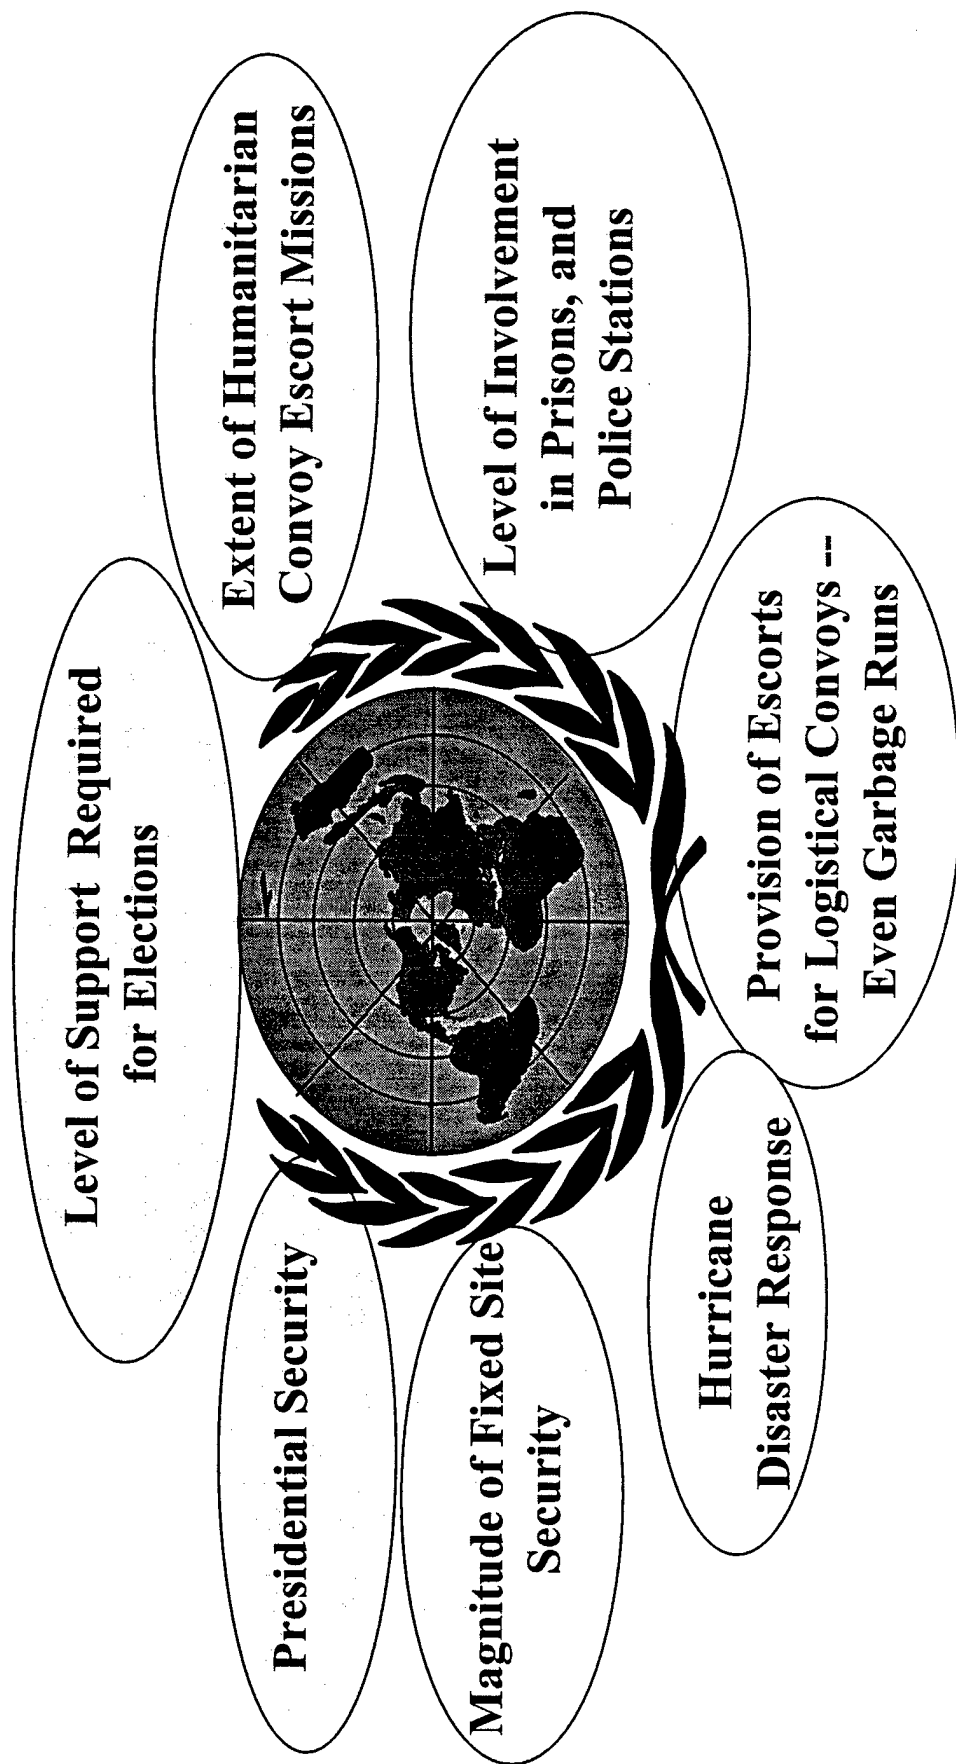 Level of Support Required
for Elections
Presidential Security
Extent of Humanitarian
Convoy Escort Missions
Magnitude of Fixed Site
Security
Level of Involvement
in Prisons, and
Police Stations
Hurricane
Disaster Response
Provision of Escorts
for Logistical Convoys --
Even Garbage Runs